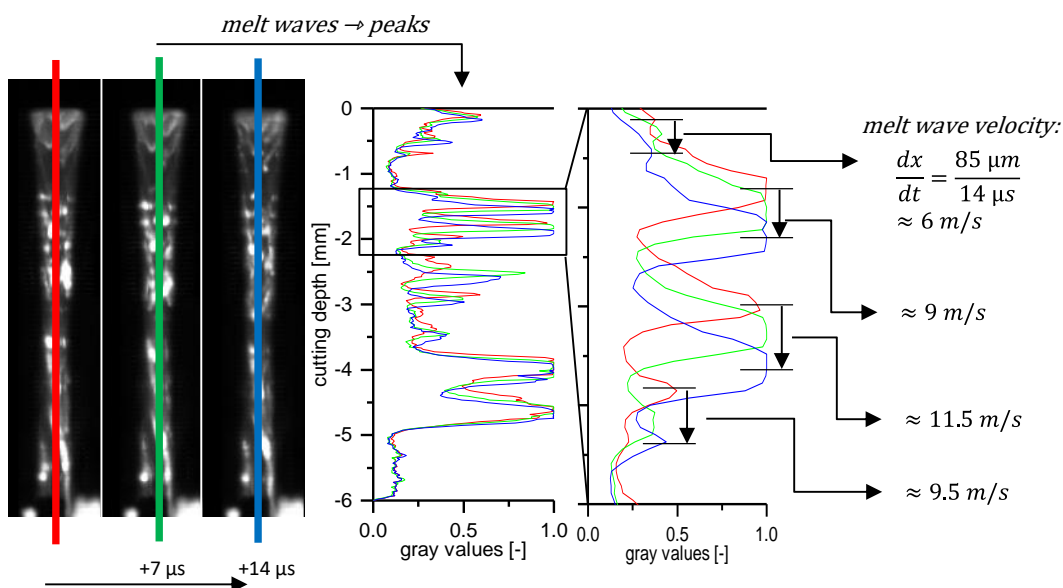 melt waves → peaks
melt wave velocity:
dx/dt = 85 μm/14 μs
≈ 6 m/s
≈ 9 m/s
≈ 11.5 m/s
≈ 9.5 m/s
cutting depth [mm]
0
-1
-2
-3
-4
-5
-6
0.0 0.5 1.0
gray values [-]
0.0 0.5 1.0
gray values [-]
+7 μs
+14 μs